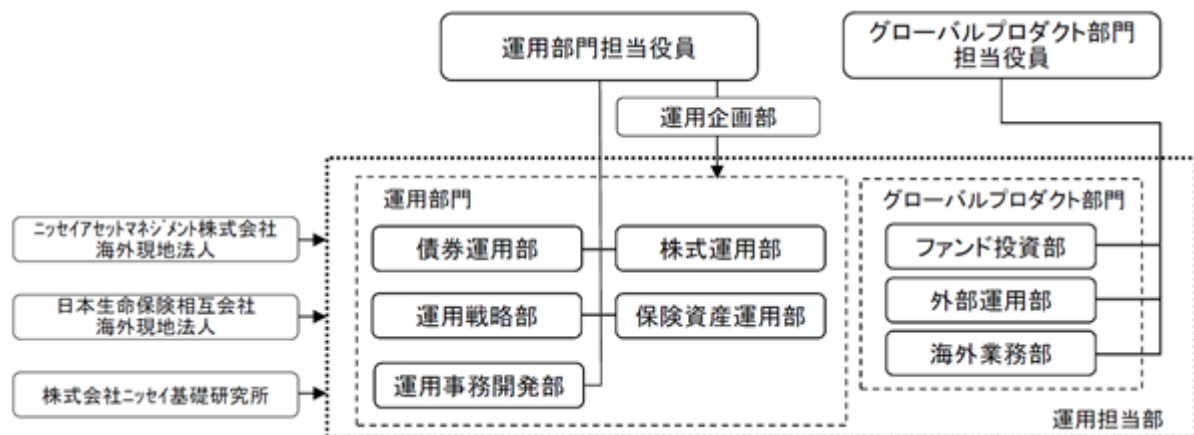 運用部門担当役員
グローバルプロダクト部門
担当役員
運用企画部
運用部門
グローバルプロダクト部門
ニッセイアセットマネジメント株式会社
海外現地法人
債券運用部
株式運用部
ファンド投資部
日本生命保険相互会社
海外現地法人
運用戦略部
保険資産運用部
外部運用部
海外業務部
株式会社ニッセイ基礎研究所
運用事務開発部
運用担当部